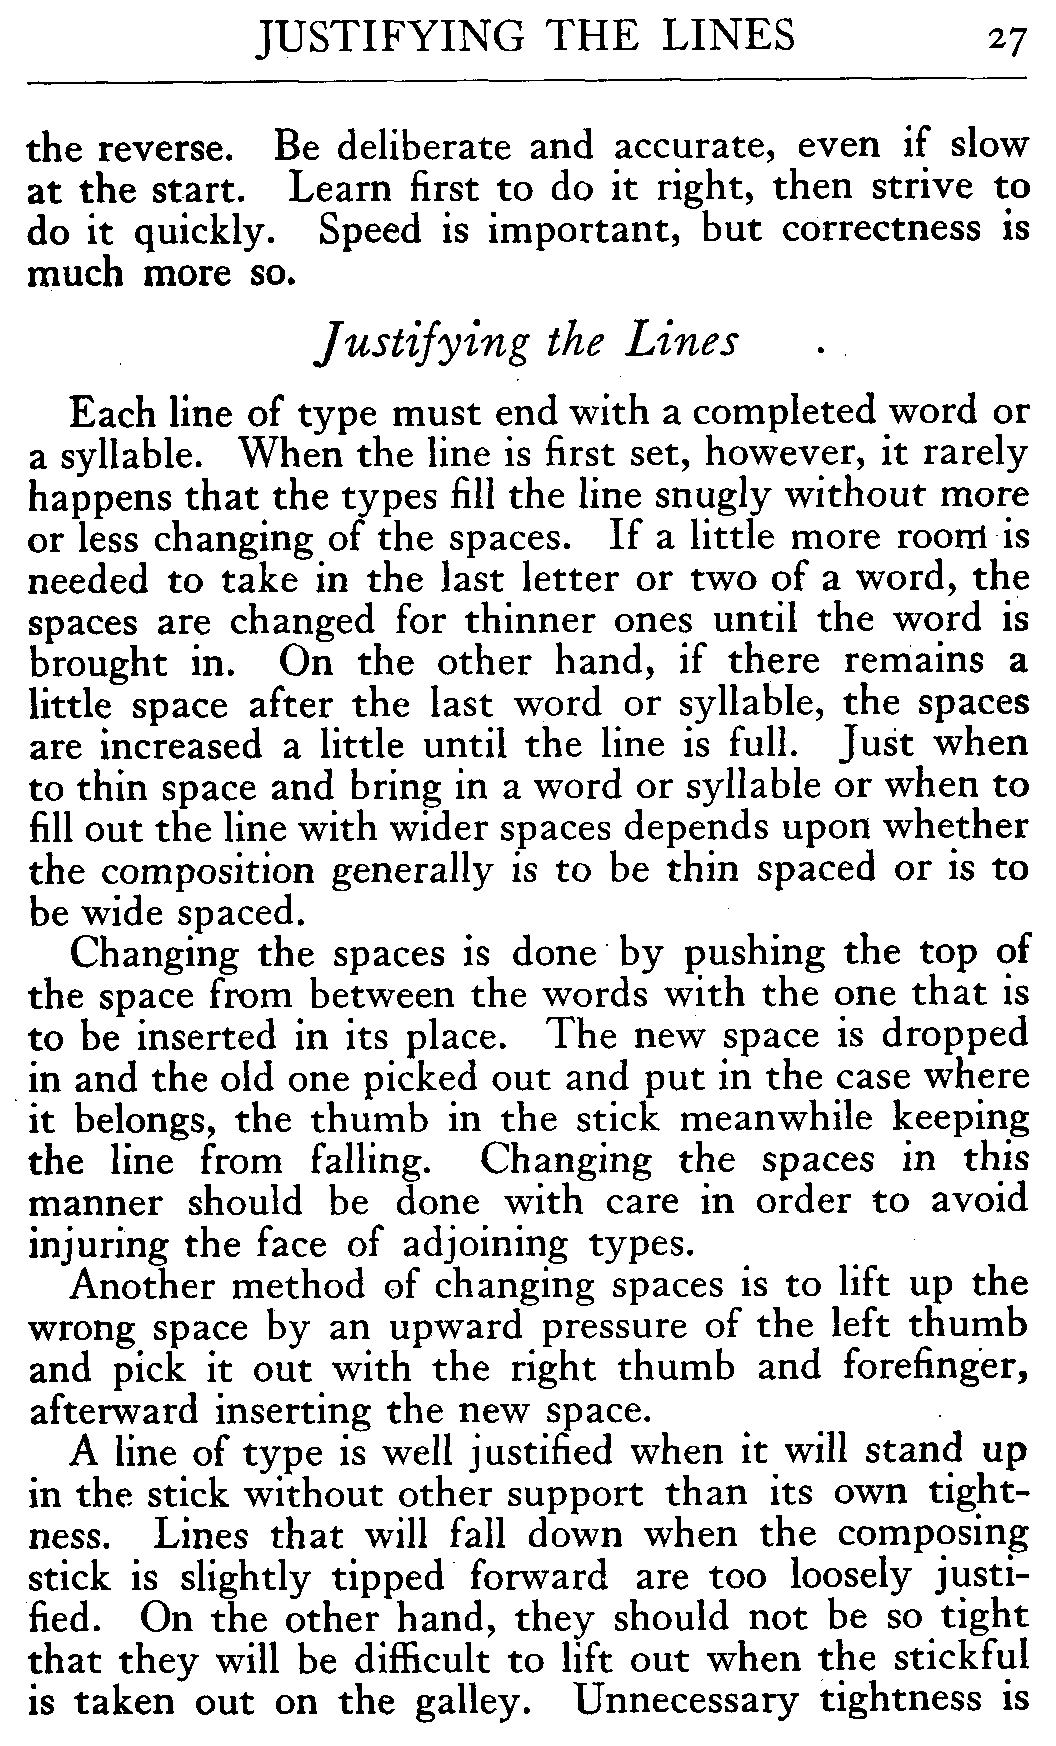 JUSTIFYING THE LINES 27
the reverse. Be deliberate and accurate, even if slow
at the start. Learn first to do it right, then strive to
do it quickly. Speed is important, but correctness is
much more so.
Justifying the Lines
Each line of type must end with a completed word or
a syllable. When the line is first set, however, it rarely
happens that the types fill the line snugly without more
or less changing of the spaces. If a little more room is
needed to take in the last letter or two of a word, the
spaces are changed for thinner ones until the word is
brought in. On the other hand, if there remains a
little space after the last word or syllable, the spaces
are increased a little until the line is full. Just when
to thin space and bring in a word or syllable or when to
fill out the line with wider spaces depends upon whether
the composition generally is to be thin spaced or is to
be wide spaced.
Changing the spaces is done by pushing the top of
the space from between the words with the one that is
to be inserted in its place. The new space is dropped
in and the old one picked out and put in the case where
it belongs, the thumb in the stick meanwhile keeping
the line from falling. Changing the spaces in this
manner should be done with care in order to avoid
injuring the face of adjoining types.
Another method of changing spaces is to lift up the
wrong space by an upward pressure of the left thumb
and pick it out with the right thumb and forefinger,
afterward inserting the new space.
A line of type is well justified when it will stand up
in the stick without other support than its own tight-
ness. Lines that will fall down when the composing
stick is slightly tipped forward are too loosely justi-
fied. On the other hand, they should not be so tight
that they will be difficult to lift out when the stickful
is taken out on the galley. Unnecessary tightness is